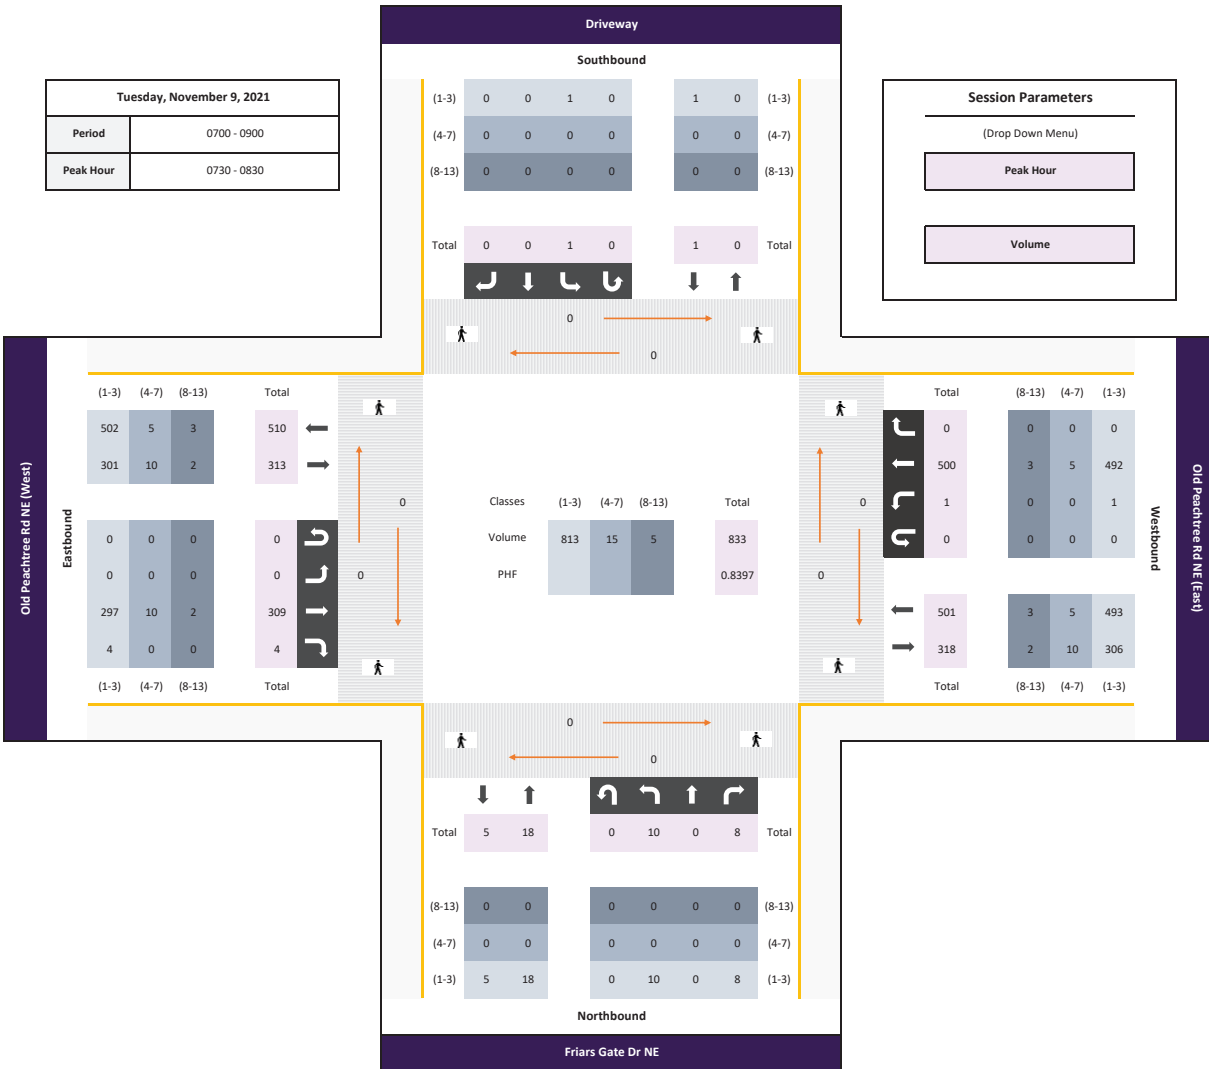 Driveway
Southbound
Tuesday, November 9, 2021
Period 0700 - 0900
Peak Hour 0730 - 0830
Session Parameters
(Drop Down Menu)
Peak Hour
Volume
(1-3) 0 0 1 0 1 0 (1-3)
(4-7) 0 0 0 0 0 0 (4-7)
(8-13) 0 0 0 0 0 0 (8-13)
Total 0 0 1 0 1 0 Total
0
0
Old Peachtree Rd NE (West)
Eastbound
(1-3) (4-7) (8-13) Total
502 5 3 510
301 10 2 313
0 0 0 0
0 0 0 0
297 10 2 309
4 0 0 4
(1-3) (4-7) (8-13) Total
0
0
Classes (1-3) (4-7) (8-13) Total
Volume 813 15 5 833
PHF 0.8397
0
0
Total (8-13) (4-7) (1-3)
0 0 0 0
500 3 5 492
1 0 0 1
0 0 0 0
501 3 5 493
318 2 10 306
Total (8-13) (4-7) (1-3)
Westbound
Old Peachtree Rd NE (East)
0
0
Total 5 18 0 10 0 8 Total
(8-13) 0 0 0 0 0 0 (8-13)
(4-7) 0 0 0 0 0 0 (4-7)
(1-3) 5 18 0 10 0 8 (1-3)
Northbound
Friars Gate Dr NE